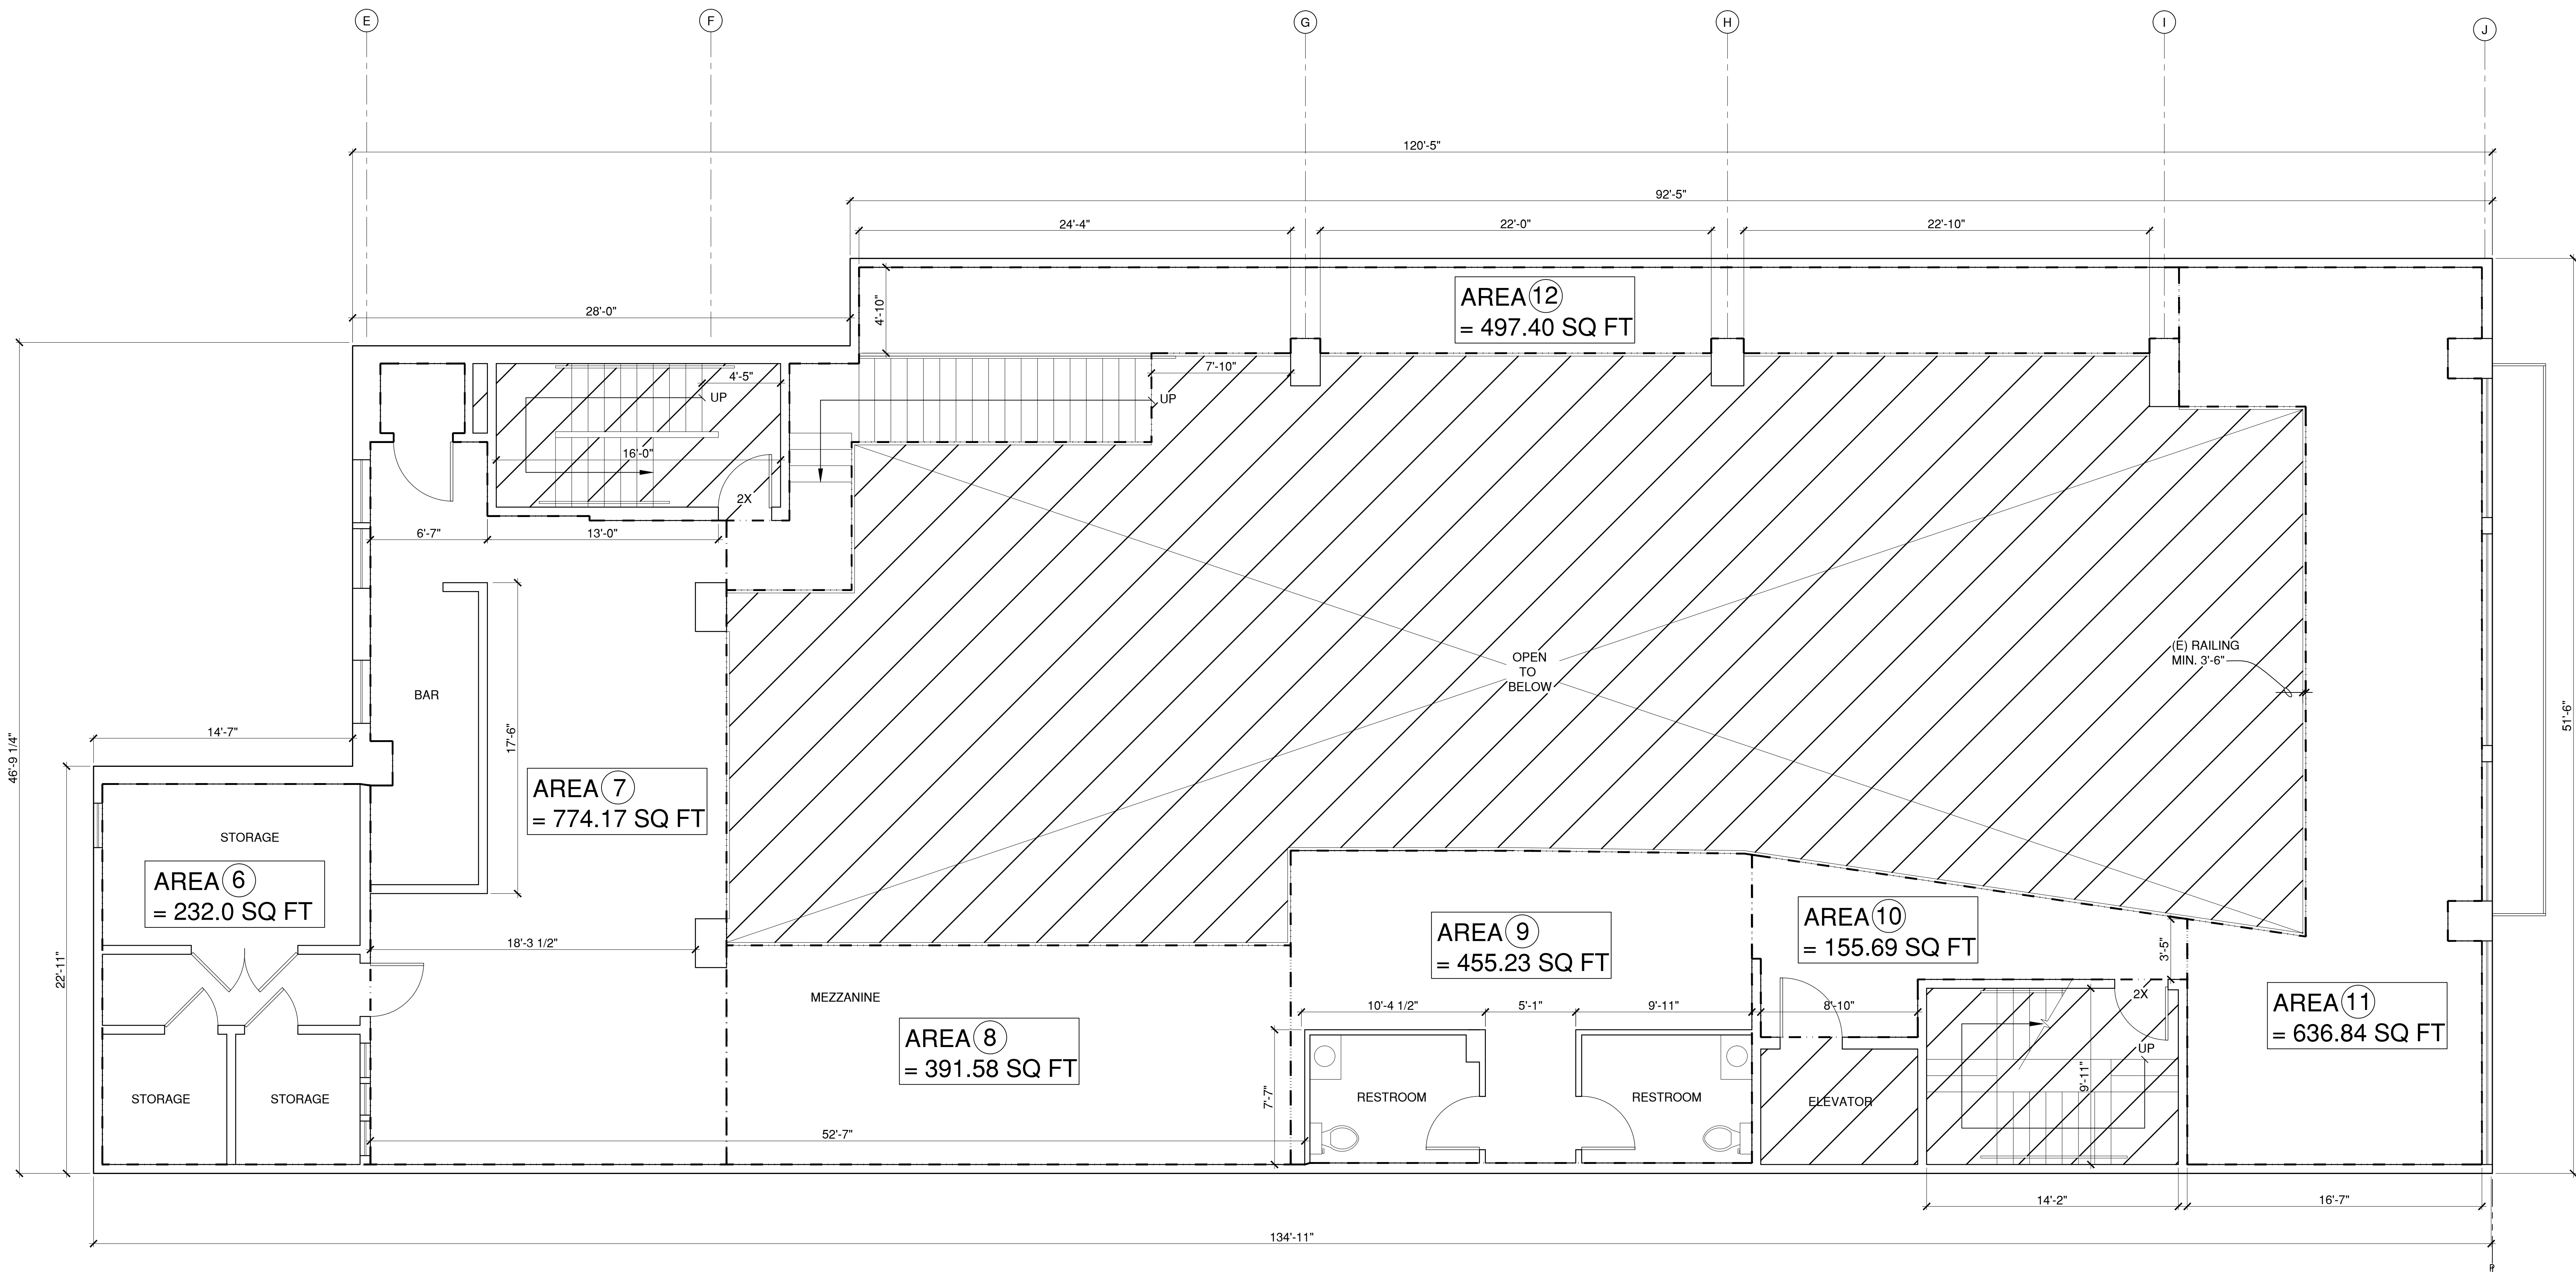 E
F
G
H
I
J
120'-5"
92'-5"
24'-4"
22'-0"
22'-10"
28'-0"
4'-10"
AREA 12
= 497.40 SQ FT
4'-5"
UP
7'-10"
UP
16'-0"
2X
6'-7"
13'-0"
OPEN
TO
BELOW
(E) RAILING
MIN. 3'-6"
BAR
17'-6"
14'-7"
46'-9 1/4"
51'-6"
AREA 7
= 774.17 SQ FT
STORAGE
AREA 6
= 232.0 SQ FT
22'-11"
18'-3 1/2"
MEZZANINE
AREA 9
= 455.23 SQ FT
AREA 10
= 155.69 SQ FT
3'-5"
AREA 8
= 391.58 SQ FT
10'-4 1/2"
5'-1"
9'-11"
8'-10"
2X
AREA 11
= 636.84 SQ FT
UP
7'-7"
9'-11"
STORAGE
STORAGE
RESTROOM
RESTROOM
ELEVATOR
52'-7"
14'-2"
16'-7"
134'-11"